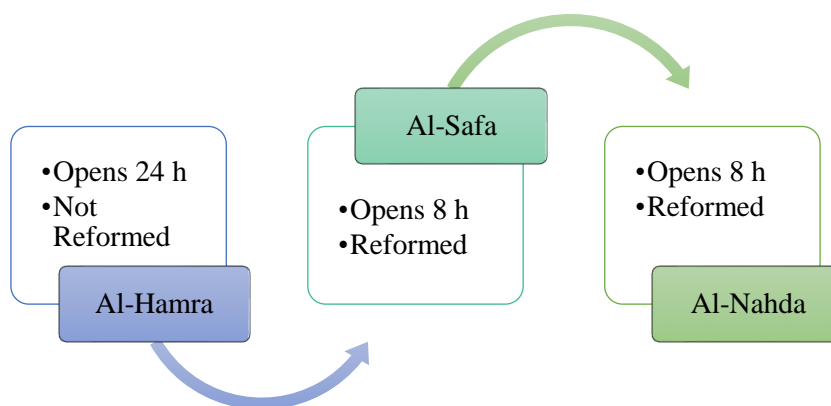 •Opens 24 h
•Not
Reformed
Al-Hamra
Al-Safa
•Opens 8 h
•Reformed
•Opens 8 h
•Reformed
Al-Nahda